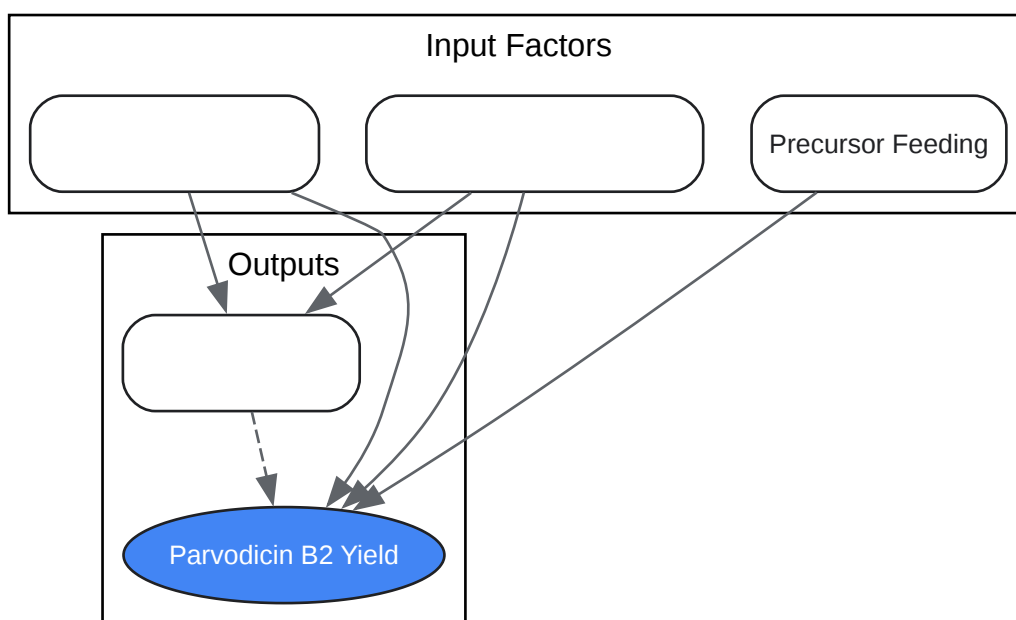 Input Factors
Precursor Feeding
Outputs
Parvodicin B2 Yield